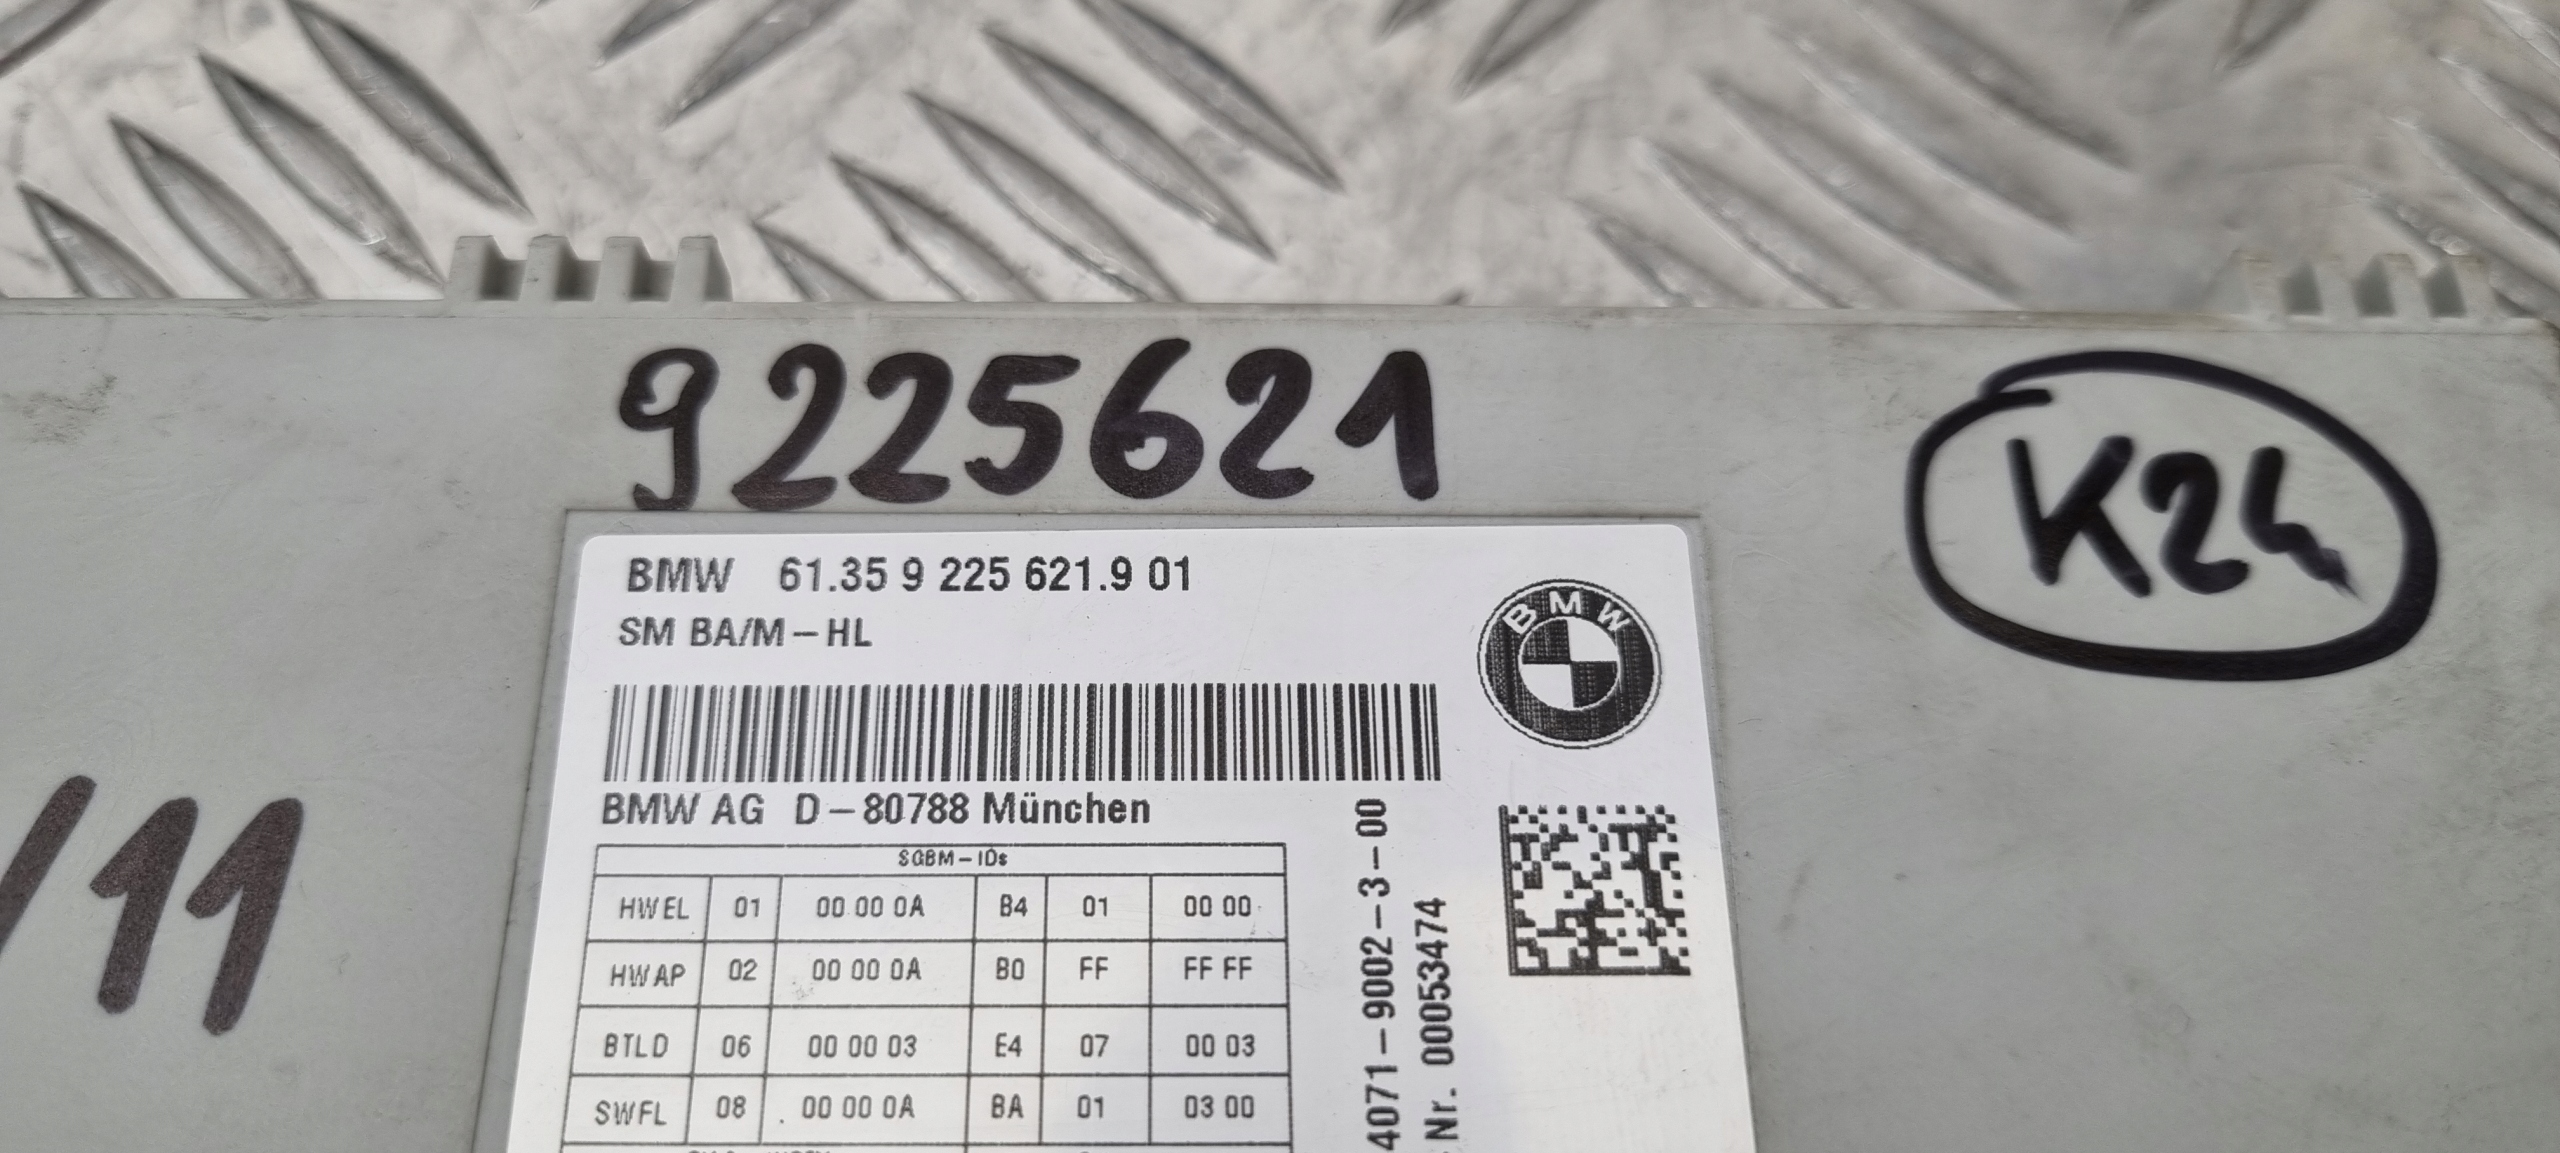 9225621
K24
/11
BMW 61.35 9 225 621.9 01
SM BA/M-HL
BMW
BMW AG D-80788 München
SGBM-IDs
HWEL 01 00 00 0A B4 01 00 00
HWAP 02 00 00 0A B0 FF FF FF
BTLD 06 00 00 03 E4 07 00 03
SWFL 08 00 00 0A BA 01 03 00
4071-9002-3-00
Nr. 00053474